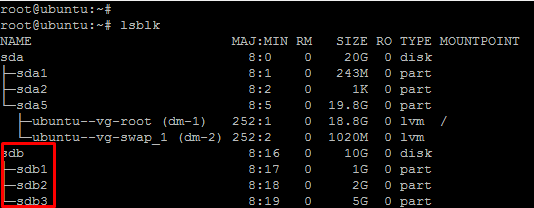 root@ubuntu:~#
root@ubuntu:~# lsblk
NAME                         MAJ:MIN RM   SIZE RO TYPE MOUNTPOINT
sda                            8:0    0    20G  0 disk
├─sda1                         8:1    0   243M  0 part
├─sda2                         8:2    0     1K  0 part
└─sda5                         8:5    0  19.8G  0 part
  ├─ubuntu--vg-root (dm-1)   252:1    0  18.8G  0 lvm  /
  └─ubuntu--vg-swap_1 (dm-2) 252:2    0  1020M  0 lvm
sdb                            8:16   0    10G  0 disk
├─sdb1                         8:17   0     1G  0 part
├─sdb2                         8:18   0     2G  0 part
└─sdb3                         8:19   0     5G  0 part